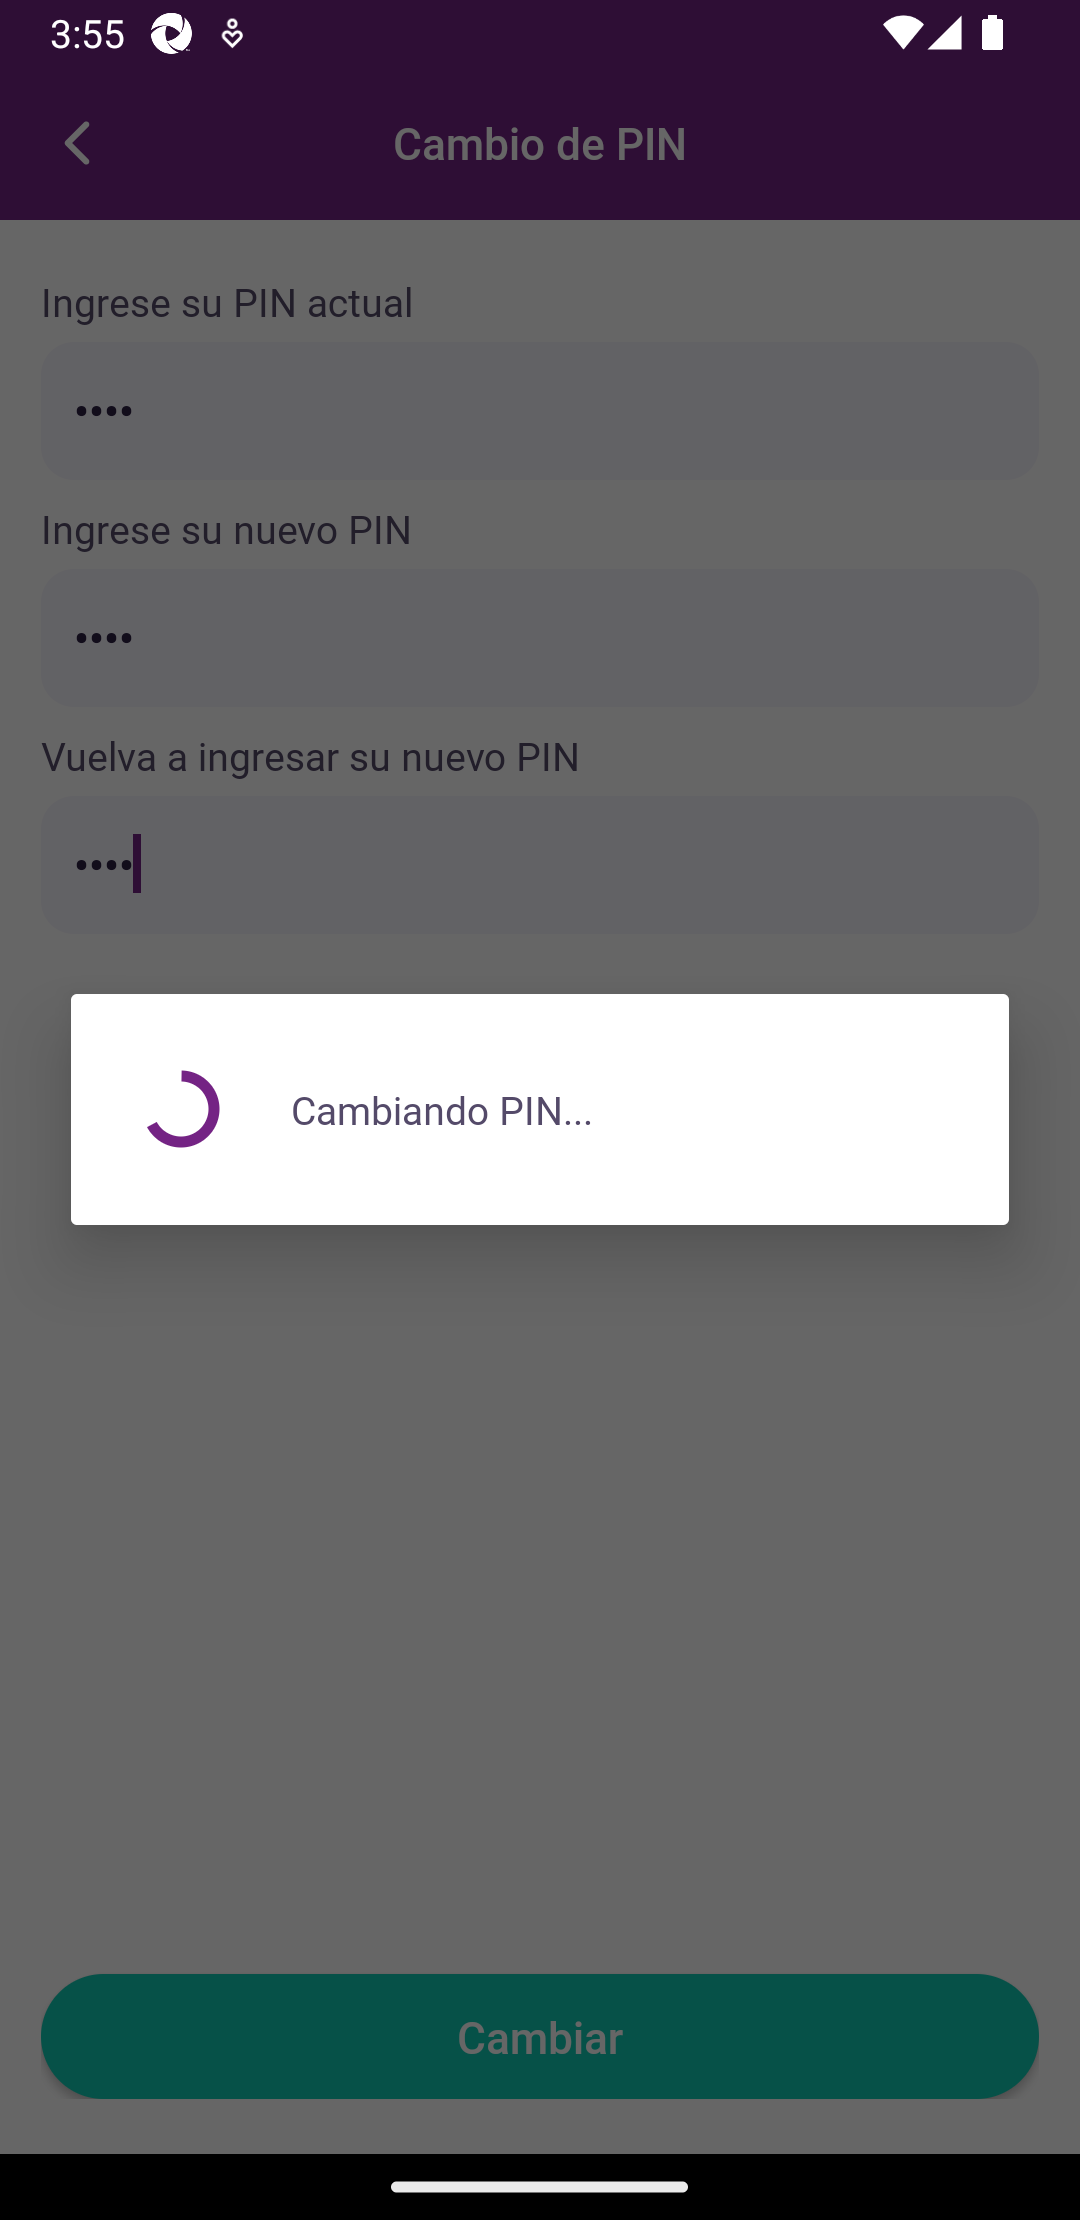 3:55
Cambio de PIN
Ingrese su PIN actual
••••
Ingrese su nuevo PIN
••••
Vuelva a ingresar su nuevo PIN
••••
Cambiando PIN...
Cambiar